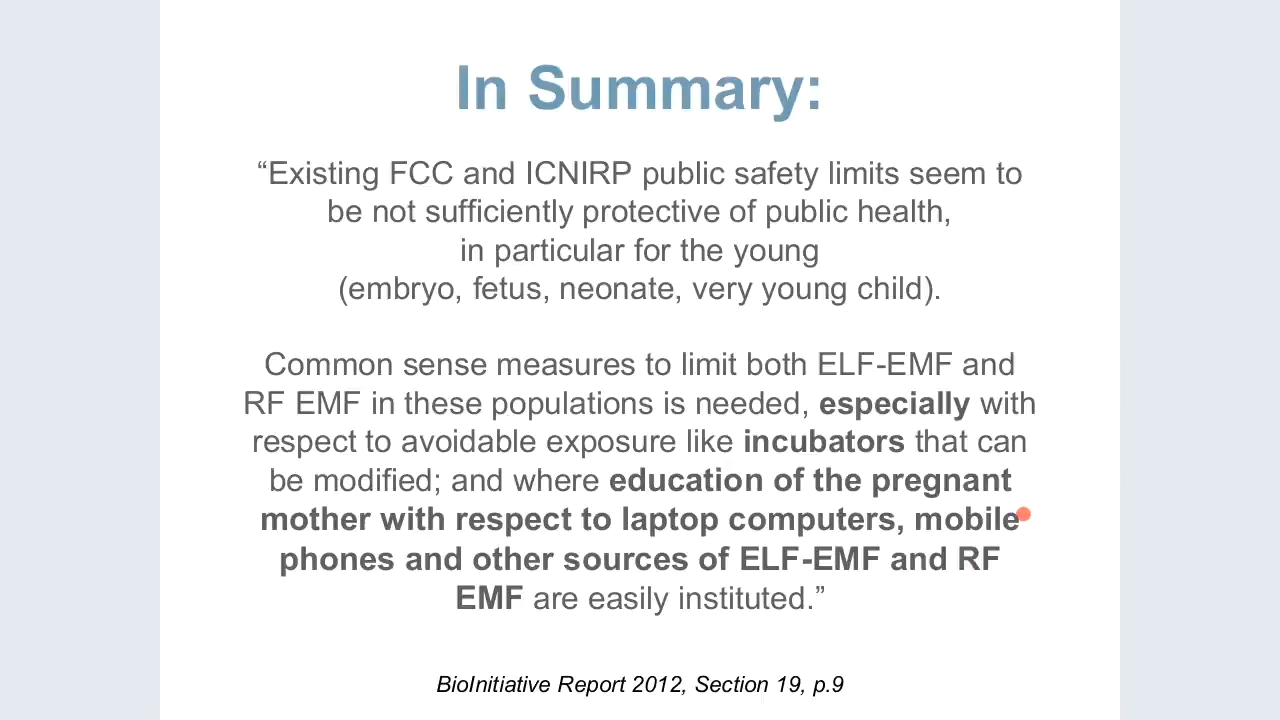 In Summary:
“Existing FCC and ICNIRP public safety limits seem to
be not sufficiently protective of public health,
in particular for the young
(embryo, fetus, neonate, very young child).
Common sense measures to limit both ELF-EMF and
RF EMF in these populations is needed, especially with
respect to avoidable exposure like incubators that can
be modified; and where education of the pregnant
mother with respect to laptop computers, mobile
phones and other sources of ELF-EMF and RF
EMF are easily instituted.”
BioInitiative Report 2012, Section 19, p.9